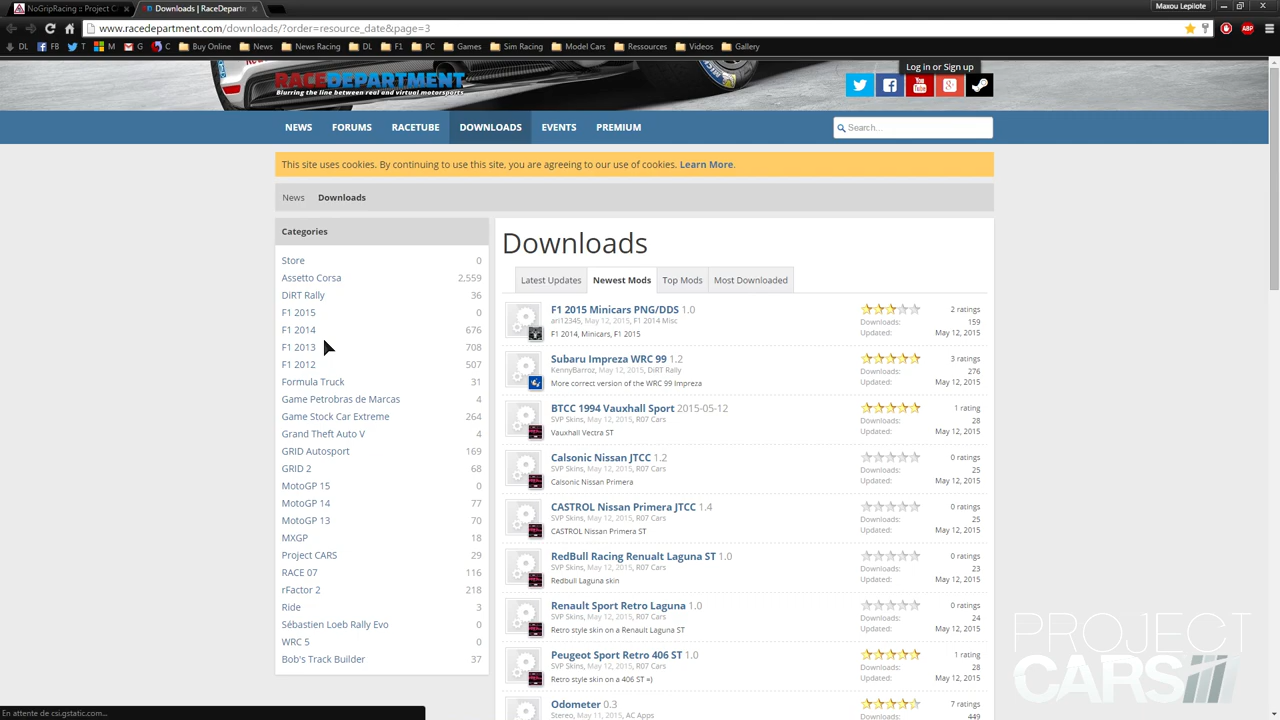 NoGripRacing :: Project C
Downloads | RaceDepartm
Maxou Lepilote
www.racedepartment.com/downloads/?order=resource_date&page=3
DL
FB
T
M
G
C
Buy Online
News
News Racing
DL
F1
PC
Games
Sim Racing
Model Cars
Ressources
Videos
Gallery
RACEDEPARTMENT
Blurring the line between real and virtual motorsports
Log in or Sign up
NEWS
FORUMS
RACETUBE
DOWNLOADS
EVENTS
PREMIUM
Search...
This site uses cookies. By continuing to use this site, you are agreeing to our use of cookies. Learn More.
News
Downloads
Categories
Store 0
Assetto Corsa 2,559
DiRT Rally 36
F1 2015 0
F1 2014 676
F1 2013 708
F1 2012 507
Formula Truck 31
Game Petrobras de Marcas 4
Game Stock Car Extreme 264
Grand Theft Auto V 4
GRID Autosport 169
GRID 2 68
MotoGP 15 0
MotoGP 14 77
MotoGP 13 70
MXGP 18
Project CARS 29
RACE 07 116
rFactor 2 218
Ride 3
Sébastien Loeb Rally Evo 0
WRC 5 0
Bob's Track Builder 37
Downloads
Latest Updates
Newest Mods
Top Mods
Most Downloaded
F1 2015 Minicars PNG/DDS 1.0
ari12345, May 12, 2015, F1 2014 Misc
F1 2014, Minicars, F1 2015
2 ratings
Downloads: 159
Updated: May 12, 2015
Subaru Impreza WRC 99 1.2
KennyBarroz, May 12, 2015, DiRT Rally
More correct version of the WRC 99 Impreza
3 ratings
Downloads: 276
Updated: May 12, 2015
BTCC 1994 Vauxhall Sport 2015-05-12
SVP Skins, May 12, 2015, R07 Cars
Vauxhall Vectra ST
1 rating
Downloads: 28
Updated: May 12, 2015
Calsonic Nissan JTCC 1.2
SVP Skins, May 12, 2015, R07 Cars
Calsonic Nissan Primera
0 ratings
Downloads: 25
Updated: May 12, 2015
CASTROL Nissan Primera JTCC 1.4
SVP Skins, May 12, 2015, R07 Cars
CASTROL Nissan Primera ST
0 ratings
Downloads: 25
Updated: May 12, 2015
RedBull Racing Renualt Laguna ST 1.0
SVP Skins, May 12, 2015, R07 Cars
Redbull Laguna skin
0 ratings
Downloads: 23
Updated: May 12, 2015
Renault Sport Retro Laguna 1.0
SVP Skins, May 12, 2015, R07 Cars
Retro style skin on a Renault Laguna ST
0 ratings
Downloads: 24
Updated: May 12, 2015
Peugeot Sport Retro 406 ST 1.0
SVP Skins, May 12, 2015, R07 Cars
Retro style skin on a 406 ST =)
1 rating
Downloads: 28
Updated: May 12, 2015
Odometer 0.3
Stereo, May 11, 2015, AC Apps
7 ratings
Downloads: 449
PROJECT
CARS
En attente de csi.gstatic.com...